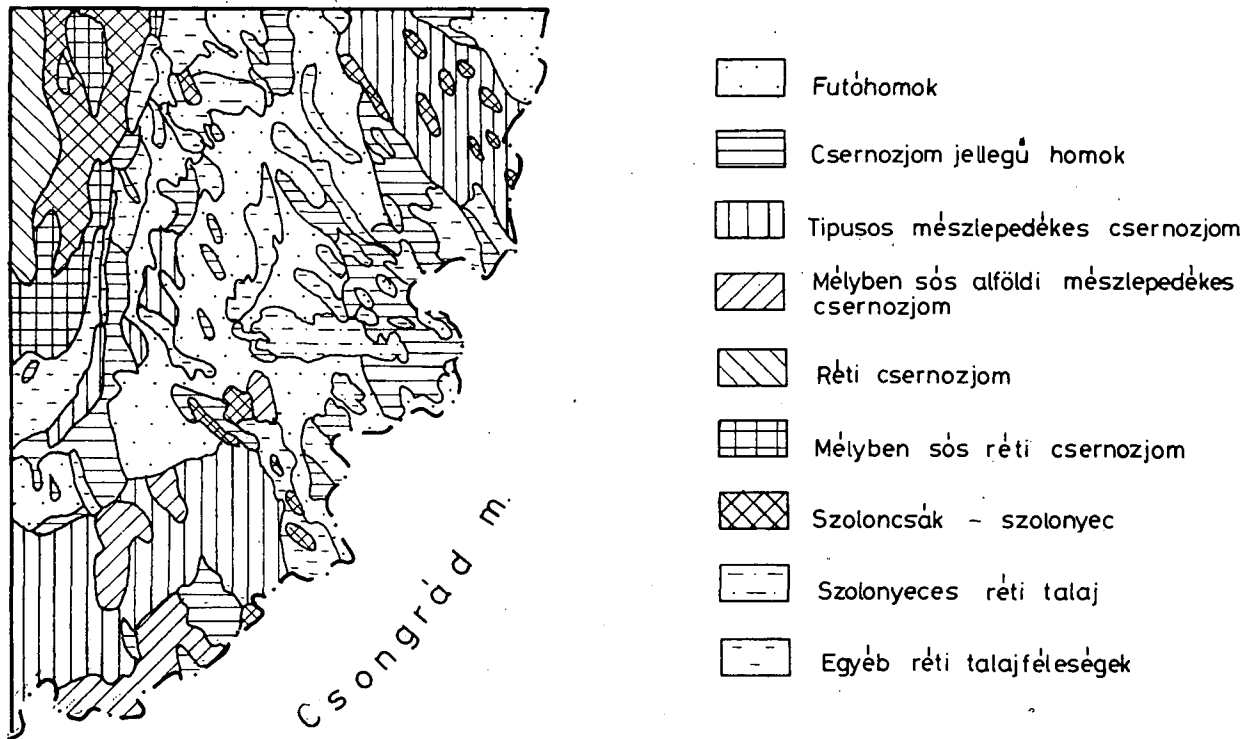 Futóhomok
Csernozjom jellegű homok
Tipusos mészlepedékes csernozjom
Mélyben sós alföldi mészlepedékes
csernozjom
Réti csernozjom
Mélyben sós réti csernozjom
Szoloncsák - szolonyec
Szolonyeces réti talaj
Egyéb réti talajféleségek
Csongrád m.